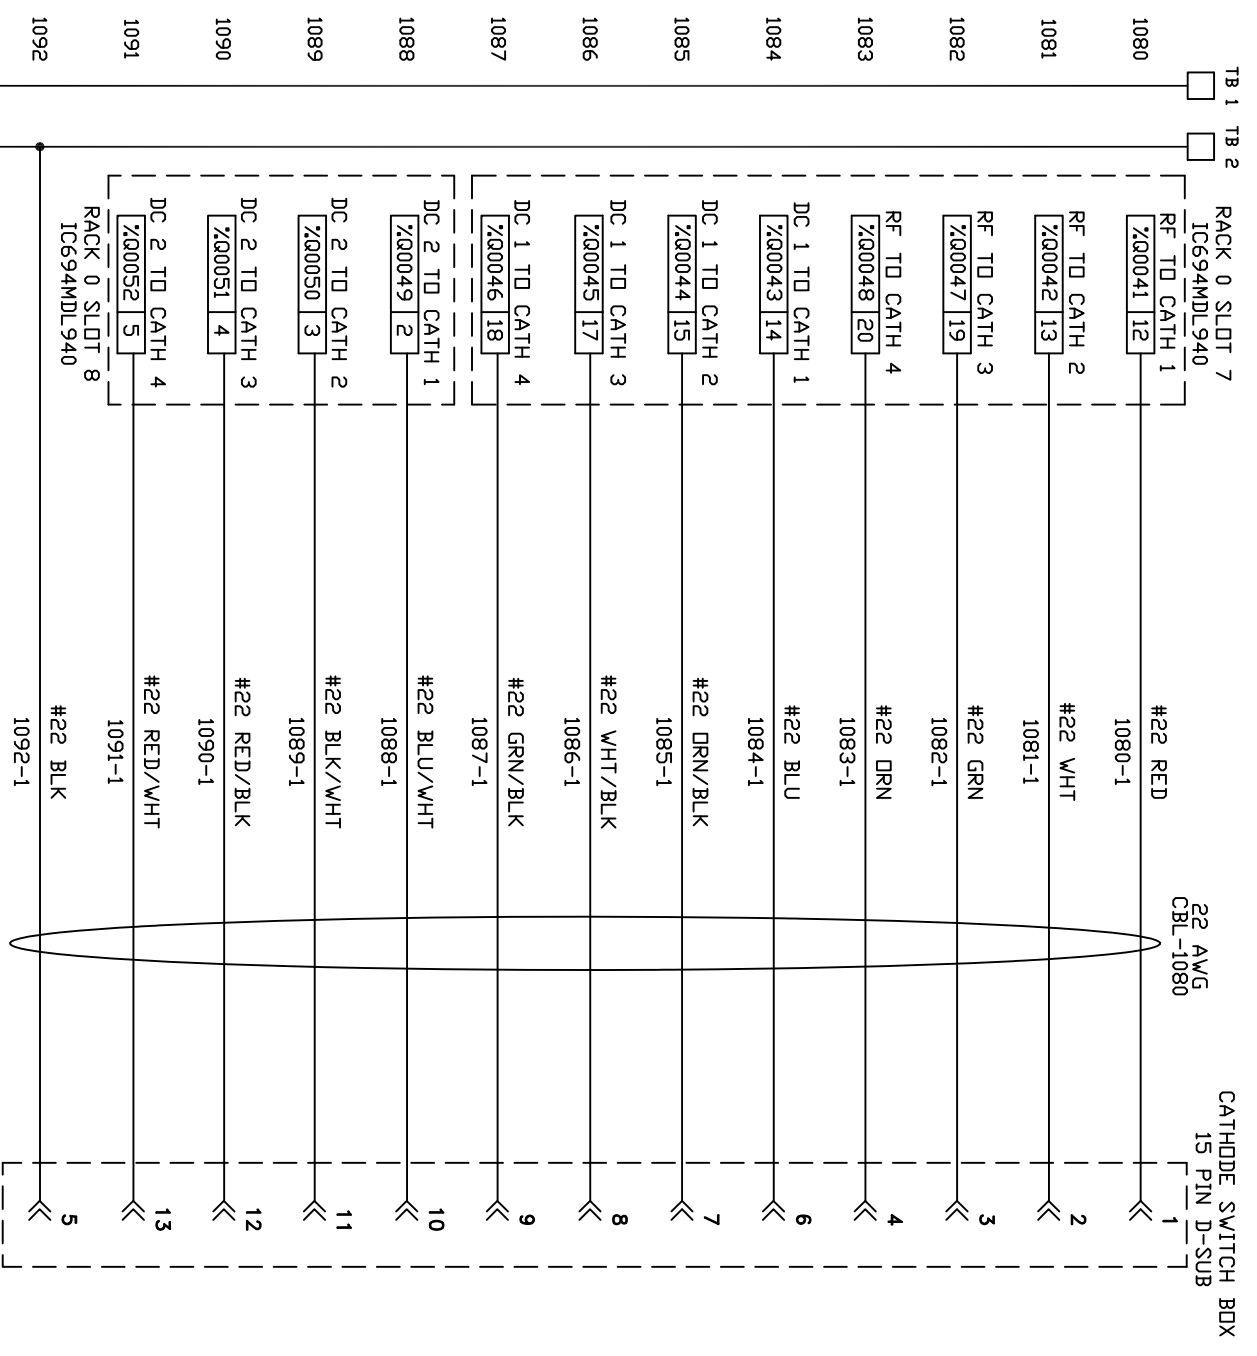 TB 1
TB 2
RACK 0 SLOT 7
IC694MDL940
22 AWG
CBL-1080
CATHODE SWITCH BOX
15 PIN D-SUB
1080
RF TO CATH 1
%Q0041 12
#22 RED
1080-1
1
1081
RF TO CATH 2
%Q0042 13
#22 WHT
1081-1
2
1082
RF TO CATH 3
%Q0047 19
#22 GRN
1082-1
3
1083
RF TO CATH 4
%Q0048 20
#22 ORN
1083-1
4
1084
DC 1 TO CATH 1
%Q0043 14
#22 BLU
1084-1
6
1085
DC 1 TO CATH 2
%Q0044 15
#22 ORN/BLK
1085-1
7
1086
DC 1 TO CATH 3
%Q0045 17
#22 WHT/BLK
1086-1
8
1087
DC 1 TO CATH 4
%Q0046 18
#22 GRN/BLK
1087-1
9
1088
DC 2 TO CATH 1
%Q0049 2
#22 BLU/WHT
1088-1
10
1089
DC 2 TO CATH 2
%Q0050 3
#22 BLK/WHT
1089-1
11
1090
DC 2 TO CATH 3
%Q0051 4
#22 RED/BLK
1090-1
12
1091
DC 2 TO CATH 4
%Q0052 5
#22 RED/WHT
1091-1
13
RACK 0 SLOT 8
IC694MDL940
1092
#22 BLK
1092-1
5